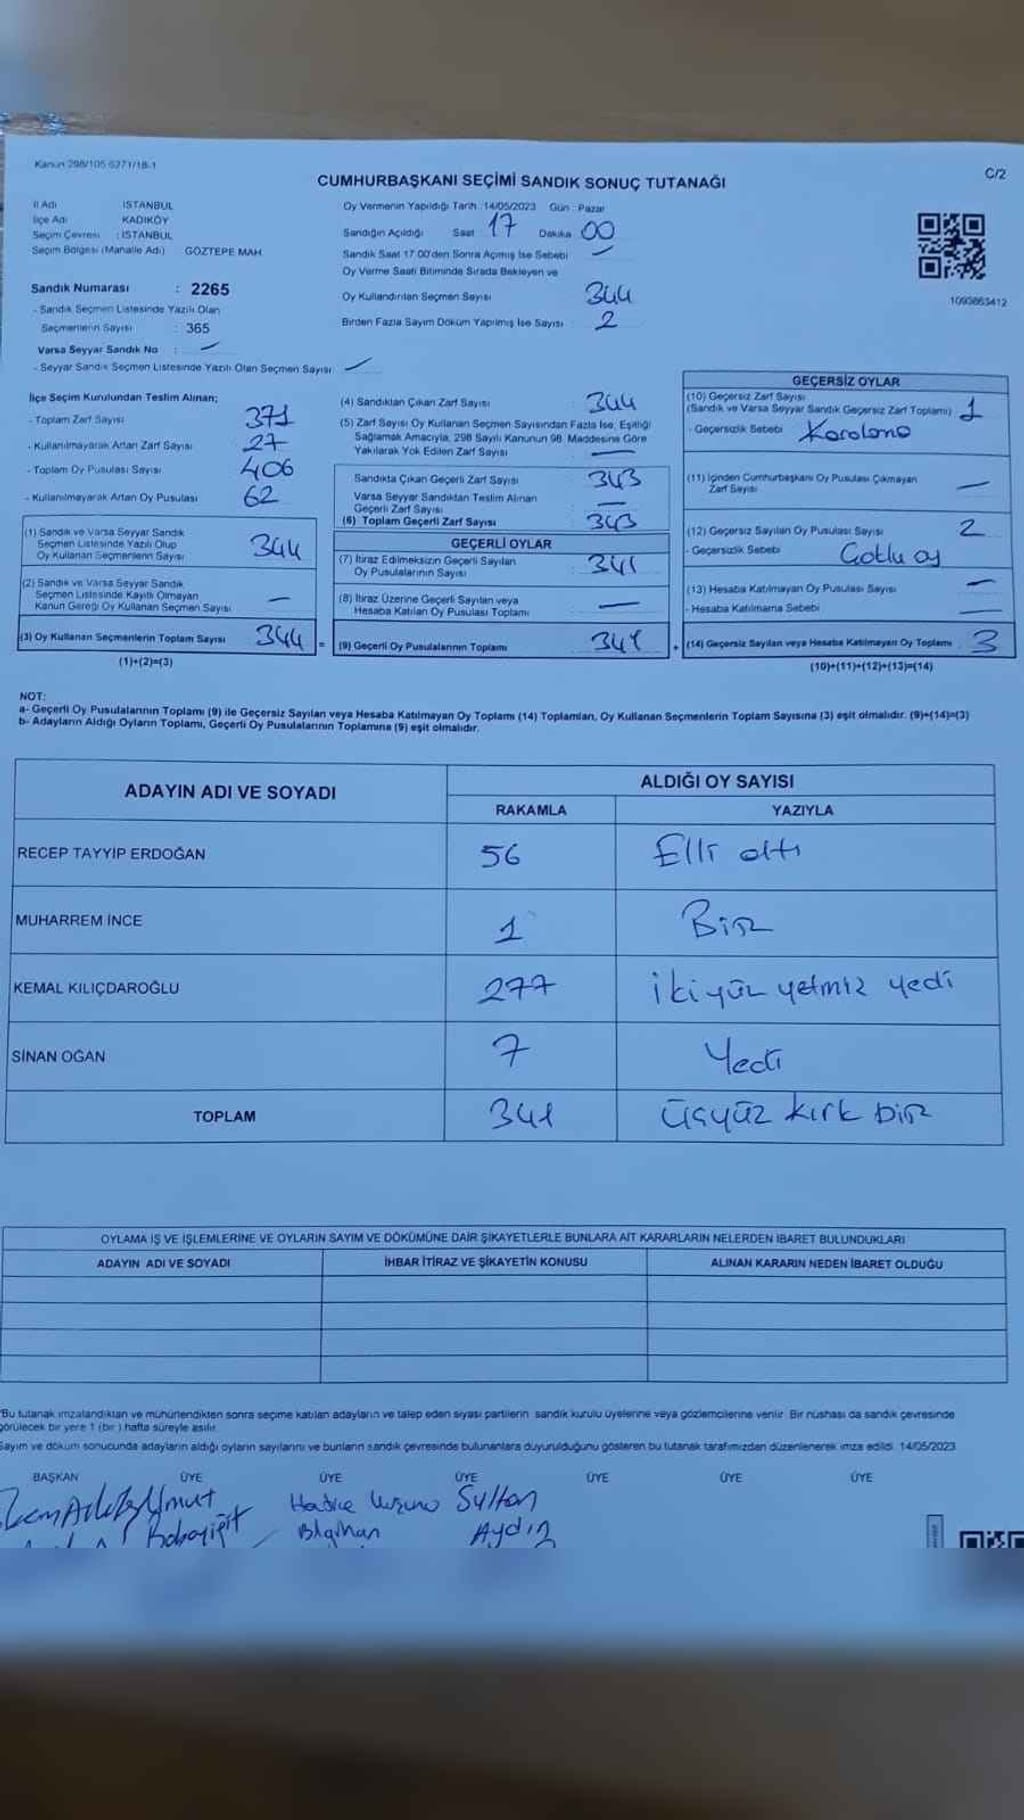 Kanun 298/105 6271/18-1
C/2
CUMHURBAŞKANI SEÇİMİ SANDIK SONUÇ TUTANAĞI
İl Adı : İSTANBUL
İlçe Adı : KADIKÖY
Seçim Çevresi : İSTANBUL
Seçim Bölgesi (Mahalle Adı) GÖZTEPE MAH.
Sandık Numarası : 2265
- Sandık Seçmen Listesinde Yazılı Olan
Seçmenlerin Sayısı : 365
Varsa Seyyar Sandık No : -
- Seyyar Sandık Seçmen Listesinde Yazılı Olan Seçmen Sayısı -
Oy Vermenin Yapıldığı Tarih : 14/05/2023 Gün : Pazar
Sandığın Açıldığı Saat 17 Dakika 00
Sandık Saat 17:00'den Sonra Açımış İse Sebebi -
Oy Verme Saati Bitiminde Sırada Bekleyen ve
Oy Kullandırılan Seçmen Sayısı 344
Birden Fazla Sayım Döküm Yapılmış İse Sayısı : 2
1093863412
İlçe Seçim Kurulundan Teslim Alınan;
- Toplam Zarf Sayısı 371
- Kullanılmayarak Artan Zarf Sayısı 27
- Toplam Oy Pusulası Sayısı 406
- Kullanılmayarak Artan Oy Pusulası 62
(1) Sandık ve Varsa Seyyar Sandık
Seçmen Listesinde Yazılı Olup
Oy Kullanan Seçmenlerin Sayısı 344
(2) Sandık ve Varsa Seyyar Sandık
Seçmen Listesinde Kayıtlı Olmayan
Kanun Gereği Oy Kullanan Seçmen Sayısı -
(3) Oy Kullanan Seçmenlerin Toplam Sayısı 344 =
(1)+(2)=(3)
(4) Sandıktan Çıkan Zarf Sayısı : 344
(5) Zarf Sayısı Oy Kullanan Seçmen Sayısından Fazla İse, Eşitliği
Sağlamak Amacıyla, 298 Sayılı Kanunun 98. Maddesine Göre
Yakılarak Yok Edilen Zarf Sayısı -
Sandıkta Çıkan Geçerli Zarf Sayısı : 343
Varsa Seyyar Sandıktan Teslim Alınan
Geçerli Zarf Sayısı -
(6) Toplam Geçerli Zarf Sayısı : 343
GEÇERLİ OYLAR
(7) İtiraz Edilmeksizin Geçerli Sayılan
Oy Pusulalarının Sayısı 341
(8) İtiraz Üzerine Geçerli Sayılan veya
Hesaba Katılan Oy Pusulası Toplamı -
(9) Geçerli Oy Pusulalarının Toplamı 341 +
GEÇERSİZ OYLAR
(10) Geçersiz Zarf Sayısı
(Sandık ve Varsa Seyyar Sandık Geçersiz Zarf Toplamı) : 1
- Geçersizlik Sebebi Karalama
(11) İçinden Cumhurbaşkanı Oy Pusulası Çıkmayan
Zarf Sayısı -
(12) Geçersiz Sayılan Oy Pusulası Sayısı 2
- Geçersizlik Sebebi : Çatlu oy
(13) Hesaba Katılmayan Oy Pusulası Sayısı -
- Hesaba Katılmama Sebebi -
(14) Geçersiz Sayılan veya Hesaba Katılmayan Oy Toplamı 3
(10)+(11)+(12)+(13)=(14)
NOT:
a- Geçerli Oy Pusulalarının Toplamı (9) ile Geçersiz Sayılan veya Hesaba Katılmayan Oy Toplamı (14) Toplamları, Oy Kullanan Seçmenlerin Toplam Sayısına (3) eşit olmalıdır. (9)+(14)=(3)
b- Adayların Aldığı Oyların Toplamı, Geçerli Oy Pusulalarının Toplamına (9) eşit olmalıdır.
ADAYIN ADI VE SOYADI
ALDIĞI OY SAYISI
RAKAMLA YAZIYLA
RECEP TAYYİP ERDOĞAN 56 Elli altı
MUHARREM İNCE 1 Bir
KEMAL KILIÇDAROĞLU 277 ikiyüz yetmiz yedi
SİNAN OĞAN 7 Yedi
TOPLAM 341 üçyüz kırk bir
OYLAMA İŞ VE İŞLEMLERİNE VE OYLARIN SAYIM VE DÖKÜMÜNE DAİR ŞİKAYETLERLE BUNLARA AİT KARARLARIN NELERDEN İBARET BULUNDUKLARI
ADAYIN ADI VE SOYADI İHBAR İTİRAZ VE ŞİKAYETİN KONUSU ALINAN KARARIN NEDEN İBARET OLDUĞU
*Bu tutanak imzalandıktan ve mühürlendikten sonra seçime katılan adayların ve talep eden siyasi partilerin sandık kurulu üyelerine veya gözlemcilerine verilir. Bir nüshası da sandık çevresinde
görülecek bir yere 1 (bir) hafta süreyle asılır.
Sayım ve döküm sonucunda adayların aldığı oyların sayılarını ve bunların sandık çevresinde bulunanlara duyurulduğunu gösteren bu tutanak tarafımızdan düzenlenerek imza edildi. 14/05/2023
BAŞKAN ÜYE ÜYE ÜYE ÜYE ÜYE ÜYE
Umut Hatice Sultan
Babayiğit Bilgihan Aydın